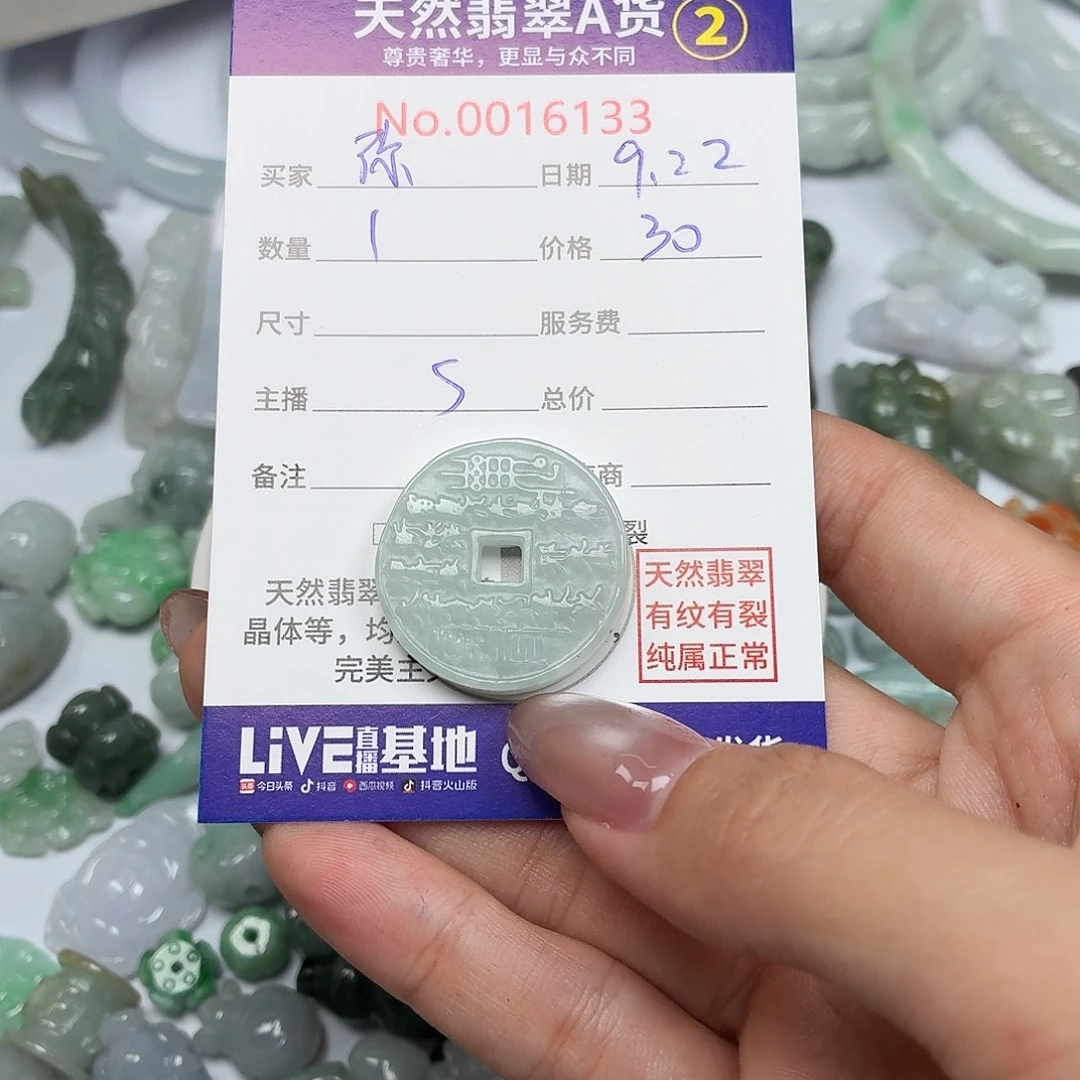 天然翡翠A货 2
尊贵奢华，更显与众不同
No.0016133
买家 弥 日期 9.22
数量 1 价格 30
尺寸 服务费
主播 S 总价
备注 商
裂
天然翡翠
晶体等，均
完美主
天然翡翠
有纹有裂
纯属正常
LiVE直播基地
今日头条 抖音 西瓜视频 抖音火山版